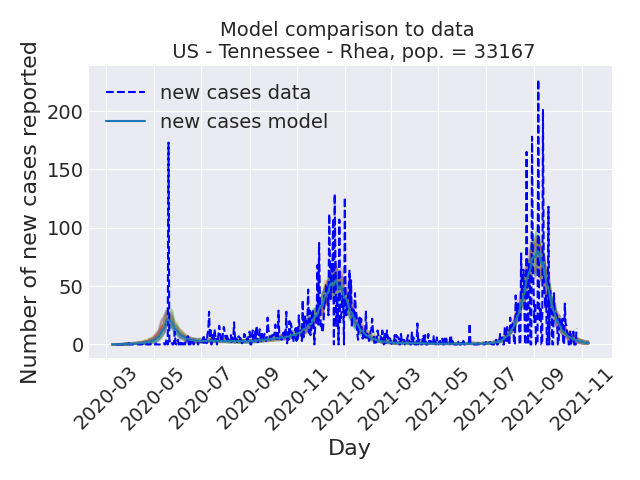 Model comparison to data
US - Tennessee - Rhea, pop. = 33167
Number of new cases reported
200
150
100
50
0
new cases data
new cases model
2020-03
2020-05
2020-07
2020-09
2020-11
2021-01
2021-03
2021-05
2021-07
2021-09
2021-11
Day